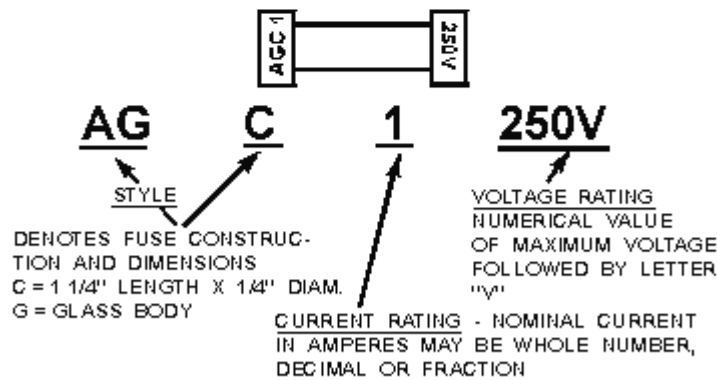 AGC 1
250V
AG C 1 250V
STYLE
DENOTES FUSE CONSTRUC-
TION AND DIMENSIONS
C = 1 1/4" LENGTH X 1/4" DIAM.
G = GLASS BODY
VOLTAGE RATING
NUMERICAL VALUE
OF MAXIMUM VOLTAGE
FOLLOWED BY LETTER
"V"
CURRENT RATING - NOMINAL CURRENT
IN AMPERES MAY BE WHOLE NUMBER,
DECIMAL OR FRACTION